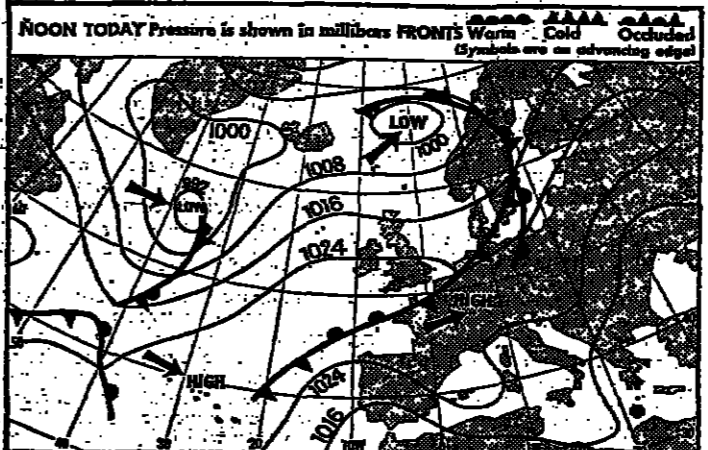 NOON TODAY Pressure is shown in millibars FRONTS Warm Cold Occluded
(Symbols are on advancing edge)
1000
LOW
1000
1008
992
LOW
1016
1024
HIGH
HIGH
1024
1016
40
30
20